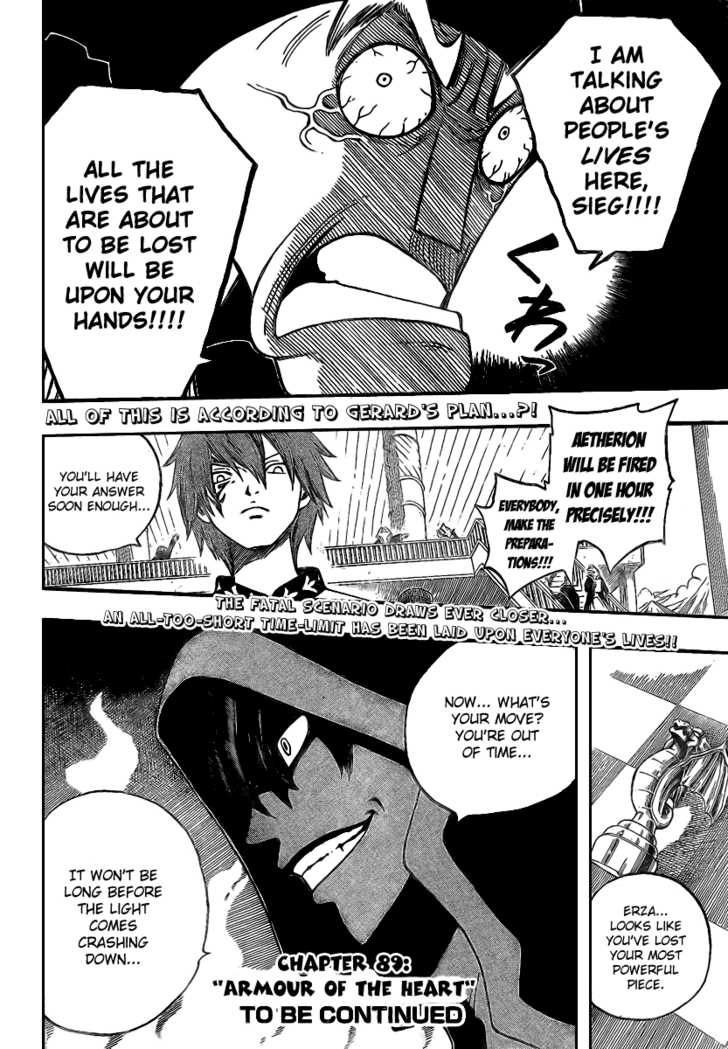 I AM
TALKING
ABOUT
PEOPLE'S
LIVES
HERE,
SIEG!!!!
ALL THE
LIVES THAT
ARE ABOUT
TO BE LOST
WILL BE
UPON YOUR
HANDS!!!!
くわっ
ALL OF THIS IS ACCORDING TO GERARD'S PLAN...?!
AETHERION
WILL BE FIRED
IN ONE HOUR
PRECISELY!!!
EVERYBODY,
MAKE THE
PREPARA-
TIONS!!!
YOU'LL HAVE
YOUR ANSWER
SOON ENOUGH...
THE FATAL SCENARIO DRAWS EVER CLOSER...
AN ALL-TOO-SHORT TIME-LIMIT HAS BEEN LAID UPON EVERYONE'S LIVES!!
ERZA...
LOOKS LIKE
YOU'VE LOST
YOUR MOST
POWERFUL
PIECE.
NOW... WHAT'S
YOUR MOVE?
YOU'RE OUT
OF TIME...
IT WON'T BE
LONG BEFORE
THE LIGHT
COMES
CRASHING
DOWN...
CHAPTER 89:
"ARMOUR OF THE HEART"
TO BE CONTINUED